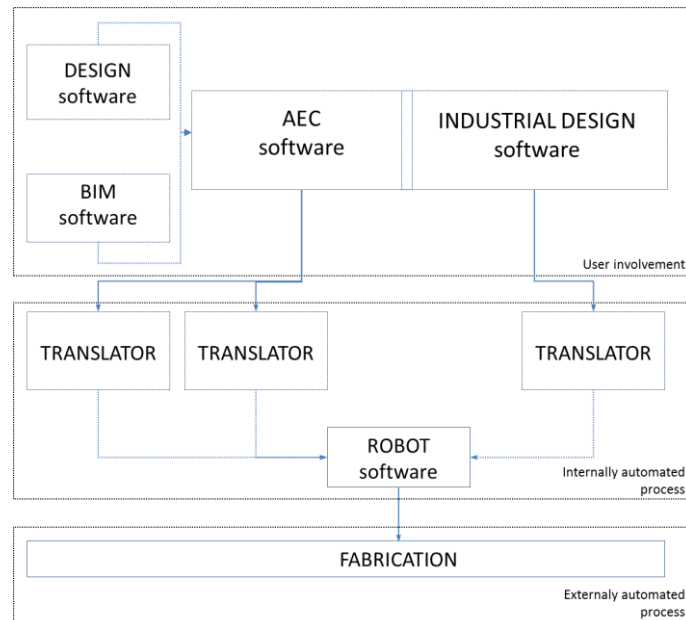 DESIGN
software
AEC
software
INDUSTRIAL DESIGN
software
BIM
software
User involvement
TRANSLATOR
TRANSLATOR
TRANSLATOR
ROBOT
software
Internally automated
process
FABRICATION
Externaly automated
process